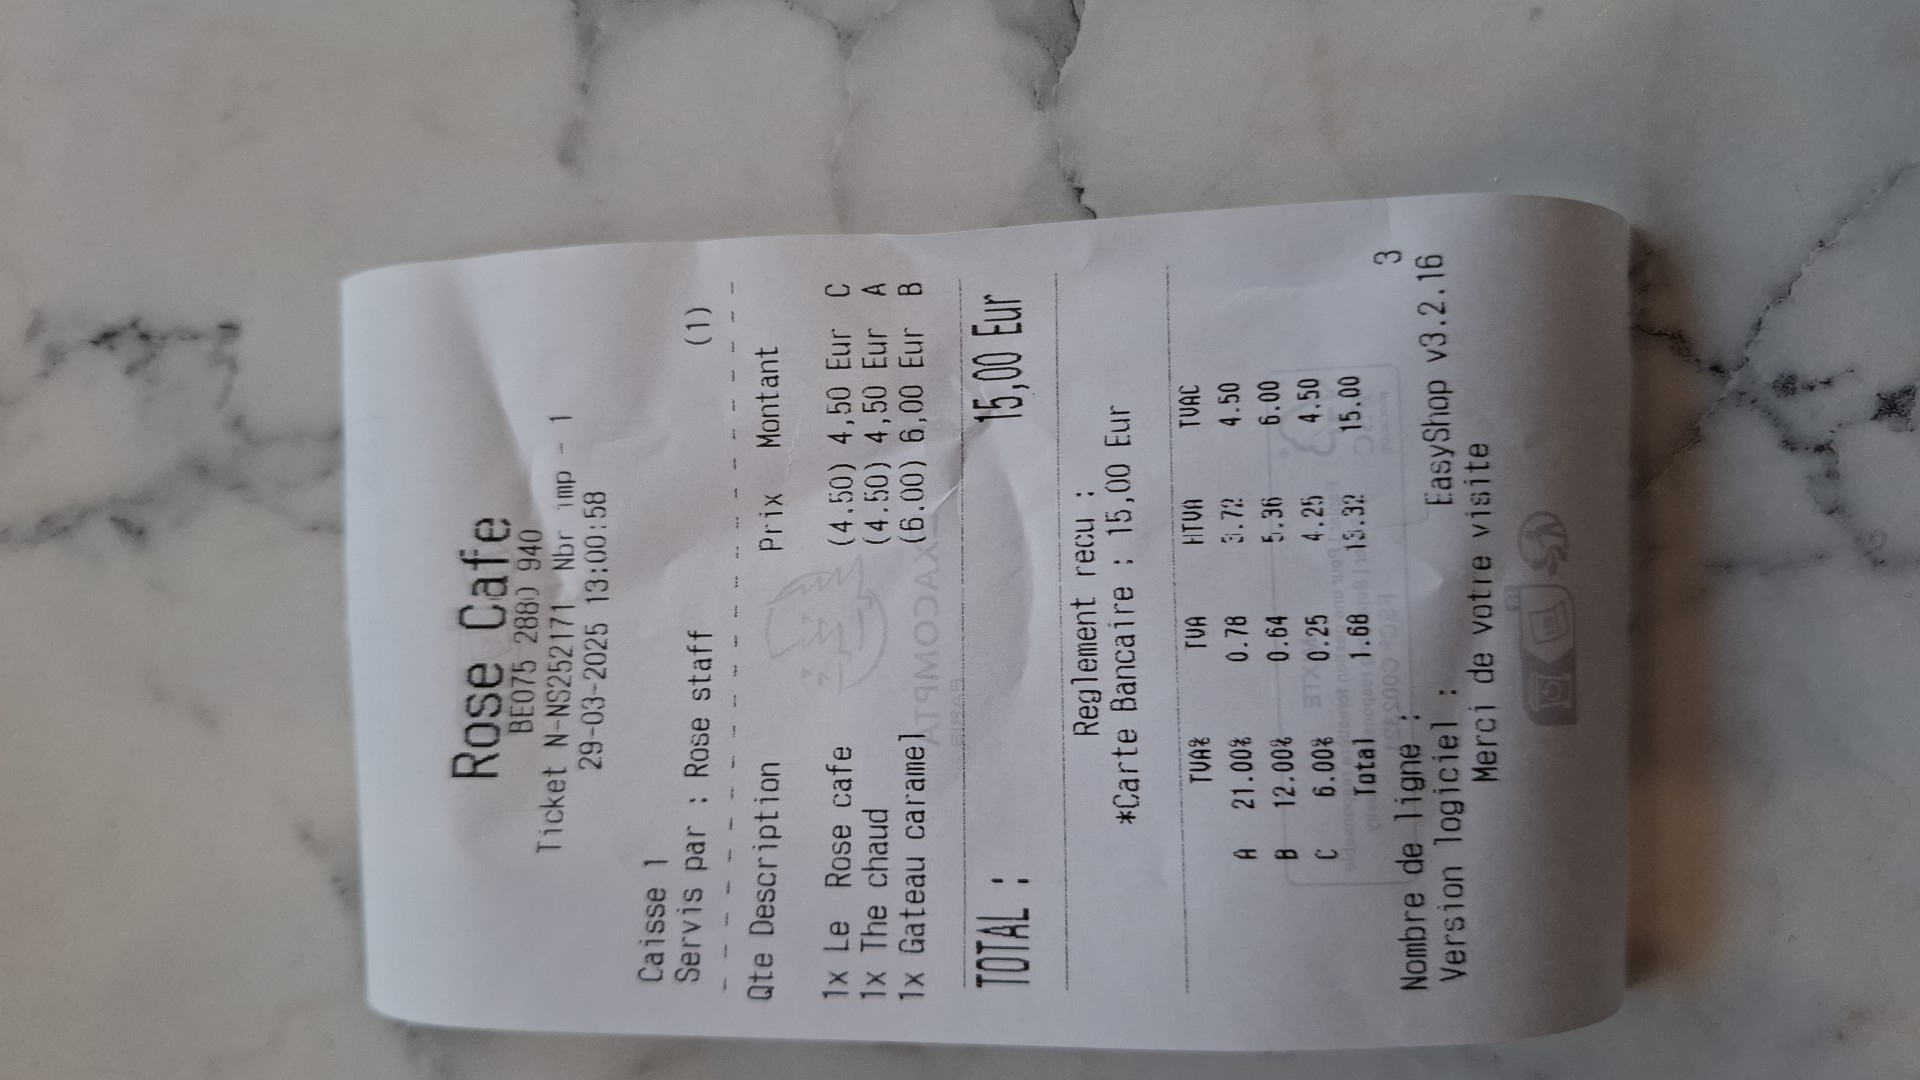 Rose Cafe
BE075 2880 940
Ticket N-NS252171 Nbr imp - 1
29-03-2025 13:00:58
Caisse 1
Servis par : Rose staff (1)
Qte Description Prix Montant
1x Le Rose cafe (4.50) 4,50 Eur C
1x The chaud (4.50) 4,50 Eur A
1x Gateau caramel (6.00) 6,00 Eur B
TOTAL : 15,00 Eur
Reglement recu :
*Carte Bancaire : 15,00 Eur
TVA% TVA HTVA TVAC
A 21.00% 0.78 3.72 4.50
B 12.00% 0.64 5.36 6.00
C 6.00% 0.25 4.25 4.50
Total 1.68 13.32 15.00
Nombre de ligne : 3
Version logiciel : EasyShop v3.2.16
Merci de votre visite